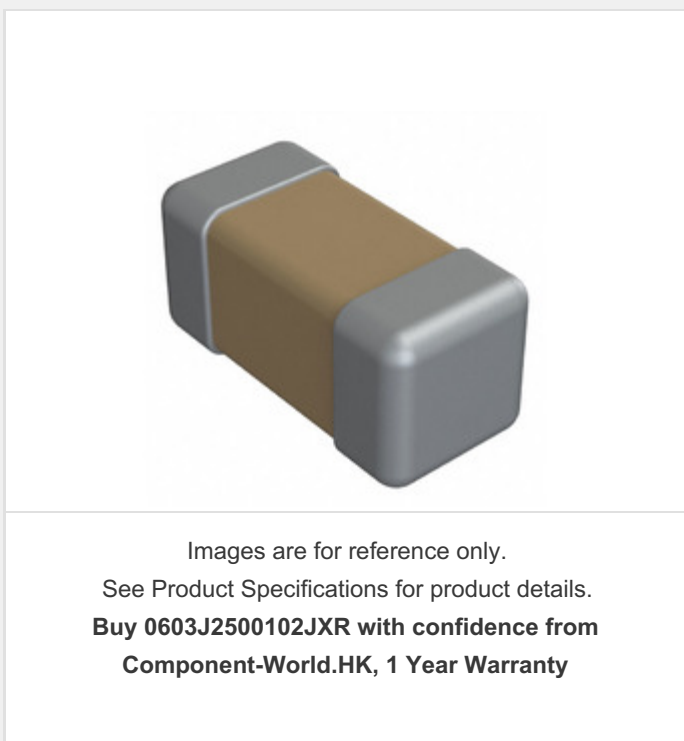 Images are for reference only.
See Product Specifications for product details.
Buy 0603J2500102JXR with confidence from
Component-World.HK, 1 Year Warranty